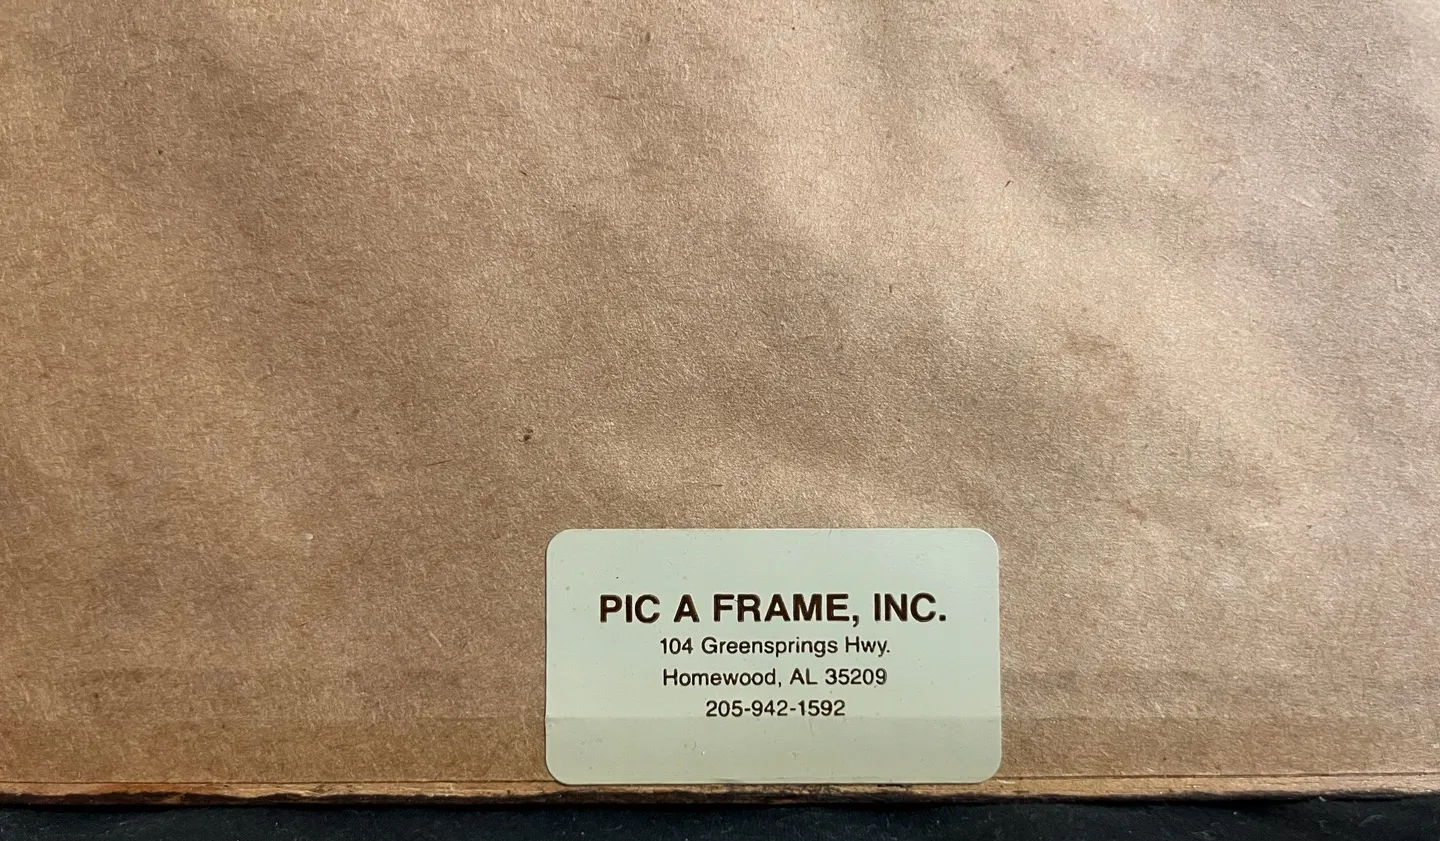 PIC A FRAME, INC.
104 Greensprings Hwy.
Homewood, AL 35209
205-942-1592